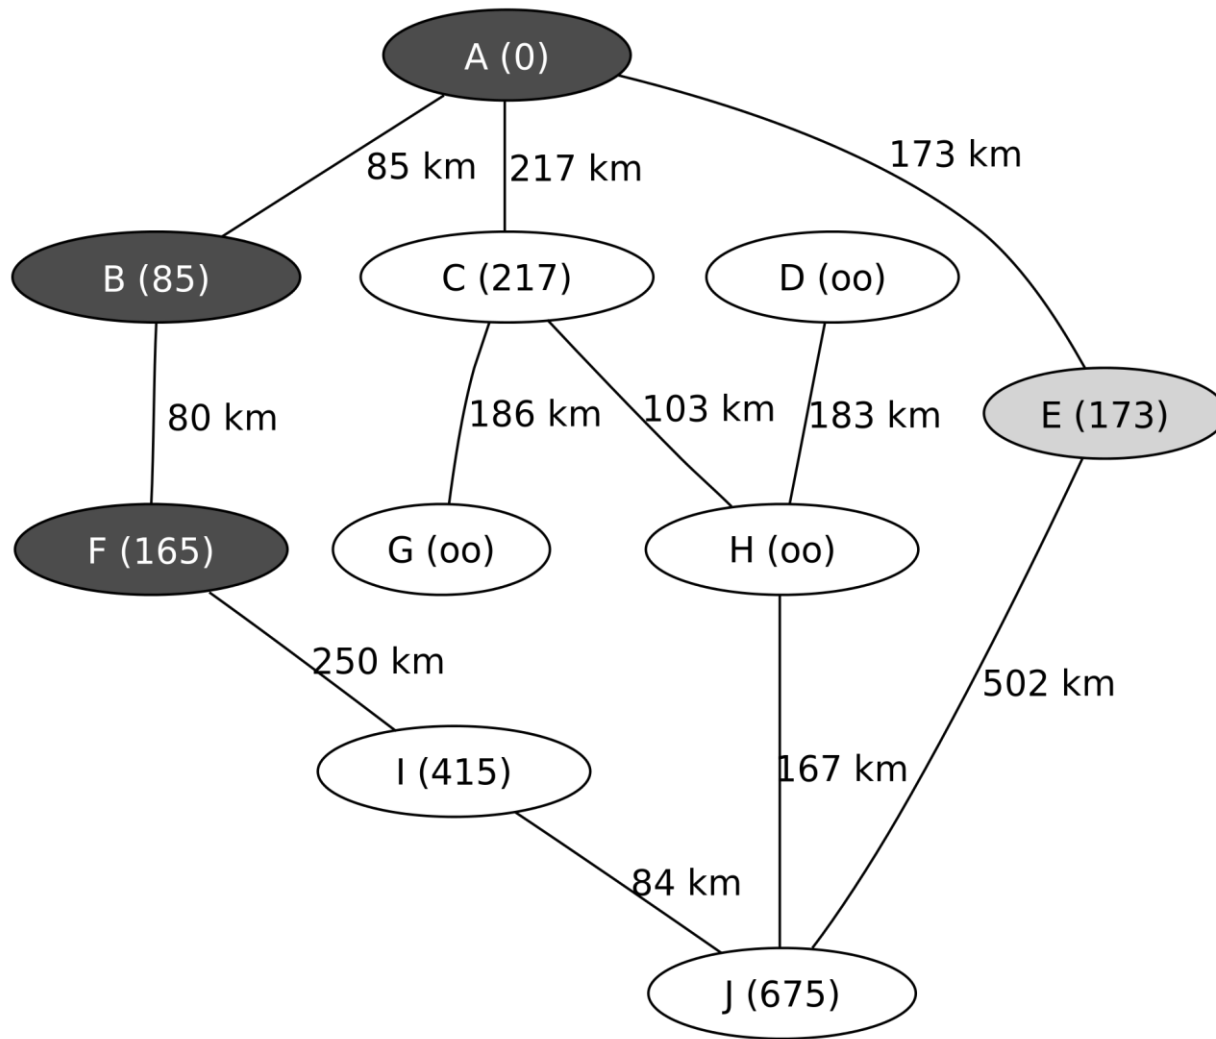 A (0)
173 km
85 km
217 km
B (85)
C (217)
D (oo)
E (173)
80 km
186 km
103 km
183 km
F (165)
G (oo)
H (oo)
250 km
502 km
I (415)
167 km
84 km
J (675)